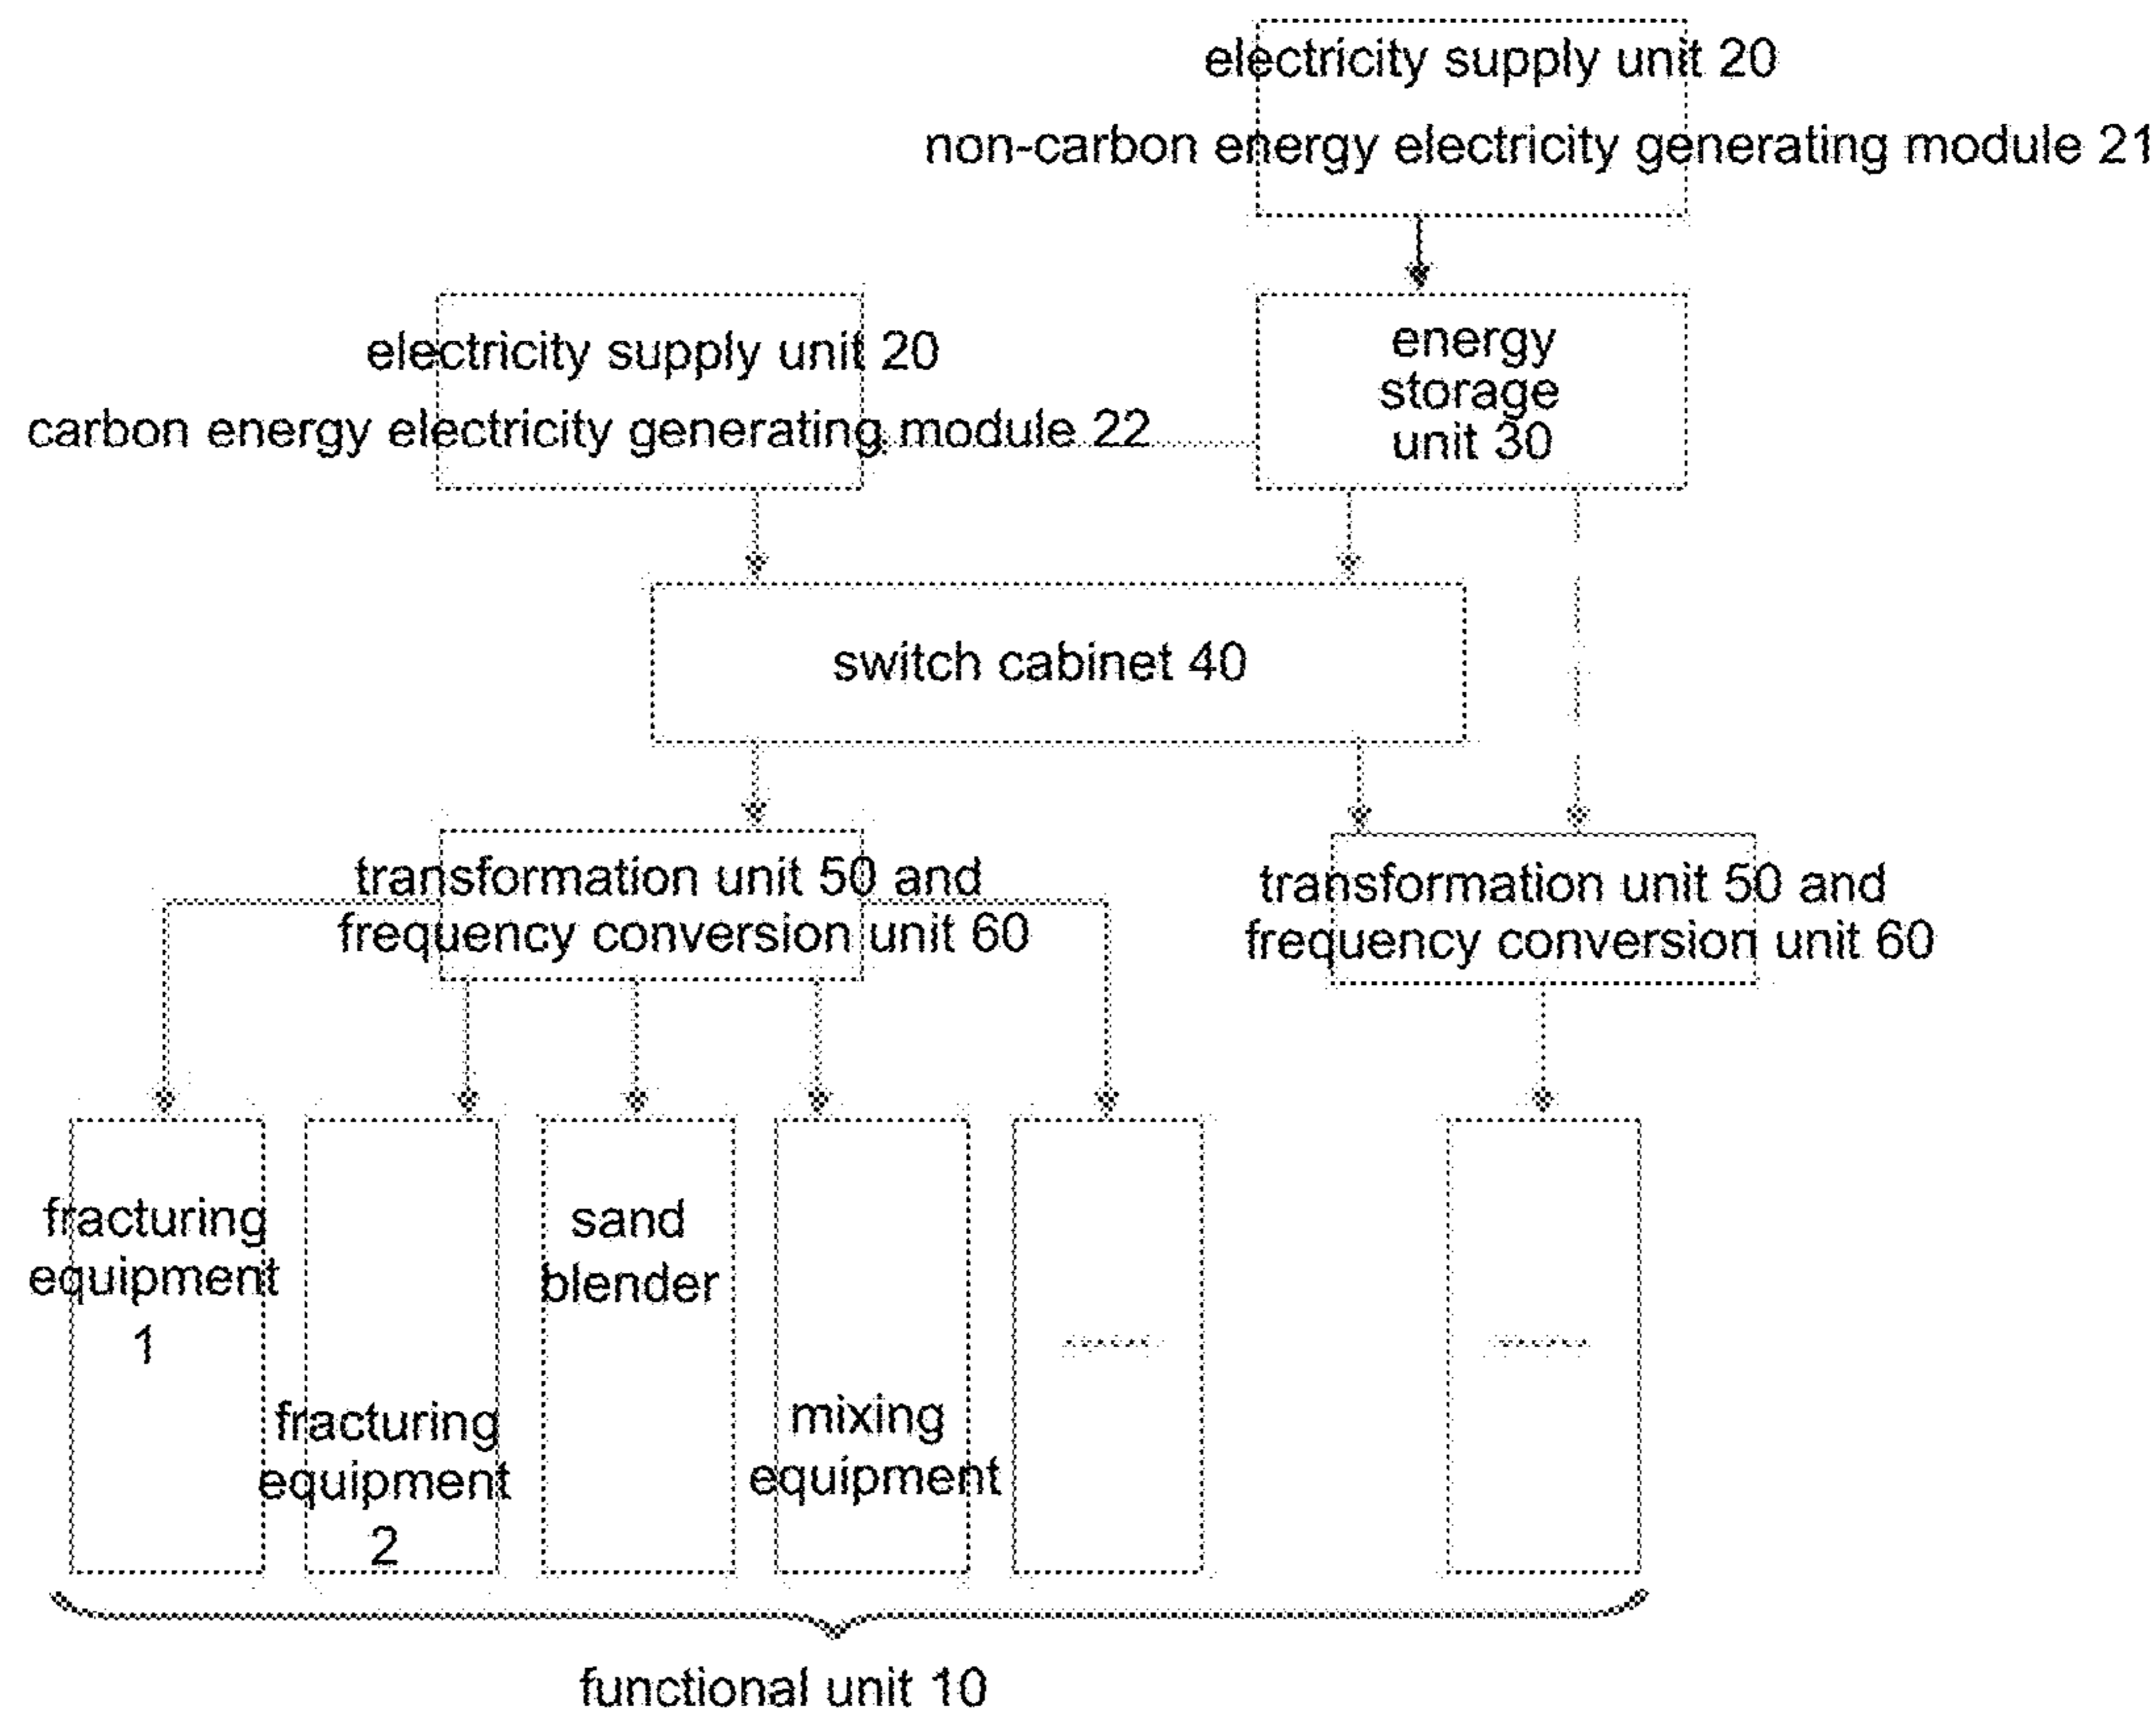 electricity supply unit 20
non-carbon energy electricity generating module 21
electricity supply unit 20
carbon energy electricity generating module 22
energy
storage
unit 30
switch cabinet 40
transformation unit 50 and
frequency conversion unit 60
transformation unit 50 and
frequency conversion unit 60
fracturing
equipment
1
fracturing
equipment
2
sand
blender
mixing
equipment
functional unit 10